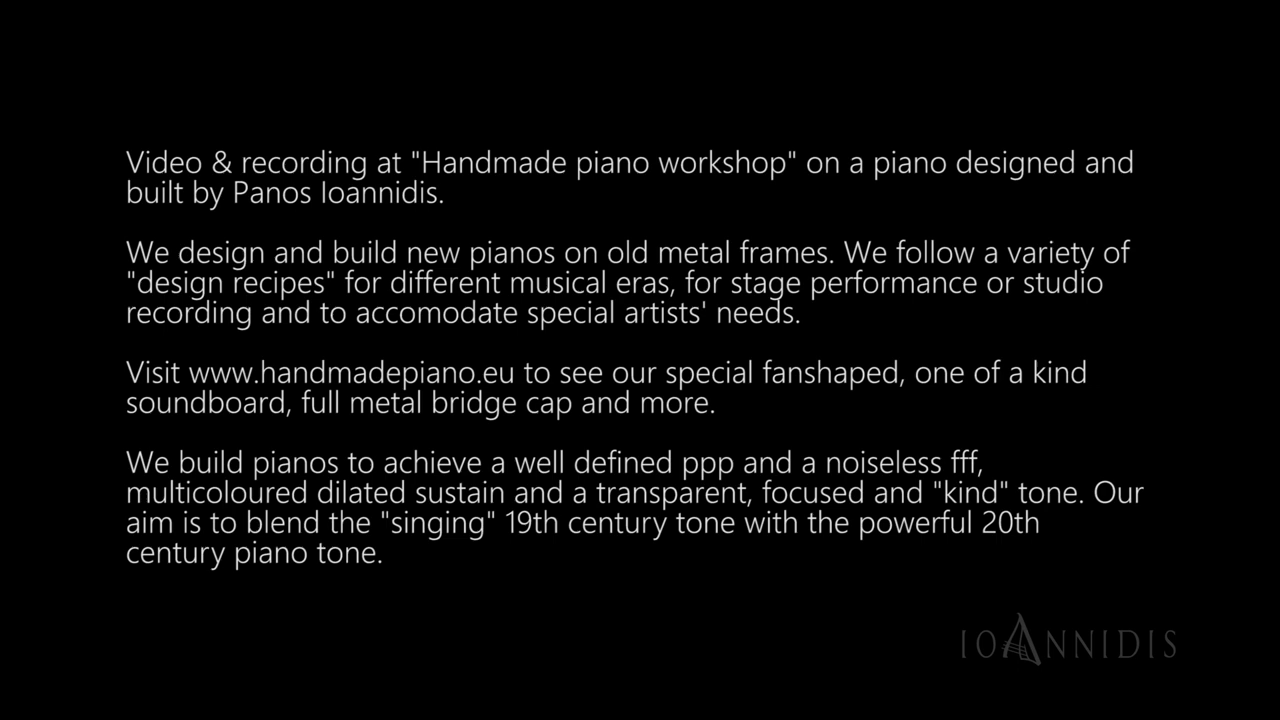 Video & recording at "Handmade piano workshop" on a piano designed and
built by Panos Ioannidis.
We design and build new pianos on old metal frames. We follow a variety of
"design recipes" for different musical eras, for stage performance or studio
recording and to accomodate special artists' needs.
Visit www.handmadepiano.eu to see our special fanshaped, one of a kind
soundboard, full metal bridge cap and more.
We build pianos to achieve a well defined ppp and a noiseless fff,
multicoloured dilated sustain and a transparent, focused and "kind" tone. Our
aim is to blend the "singing" 19th century tone with the powerful 20th
century piano tone.
IOANNIDIS